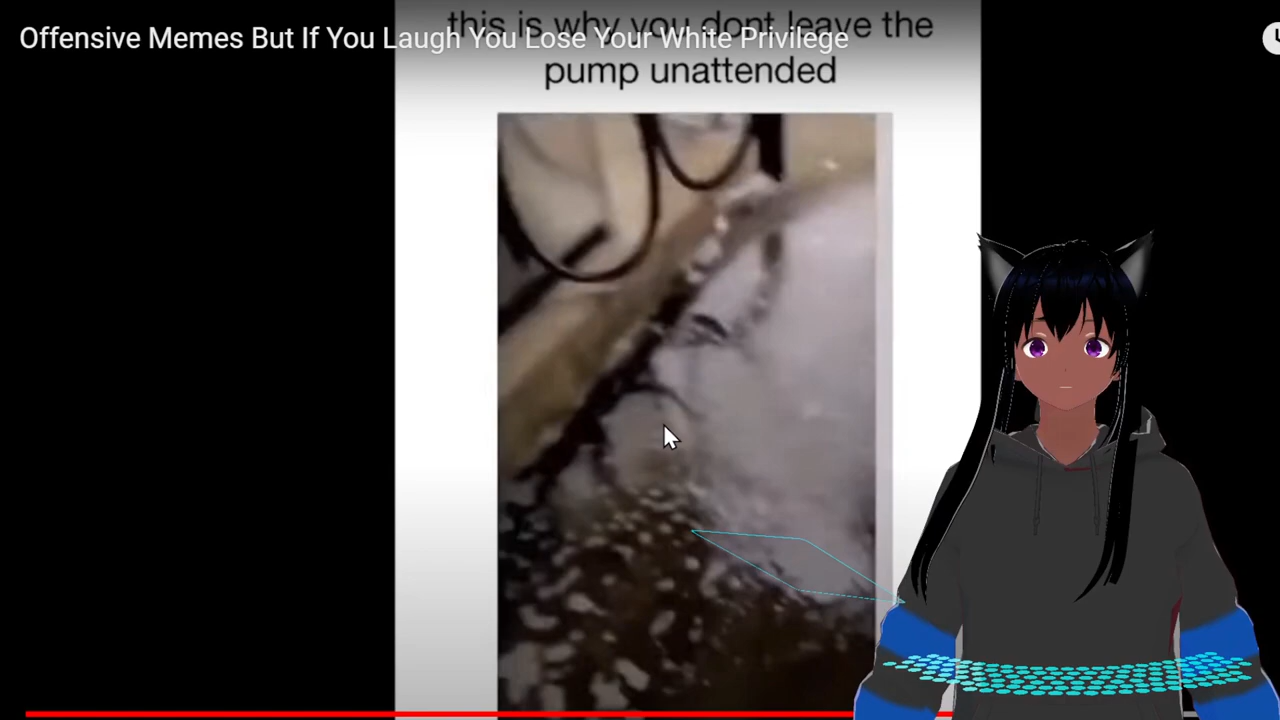 this is why you dont leave the
Offensive Memes But If You Laugh You Lose Your White Privilege
pump unattended